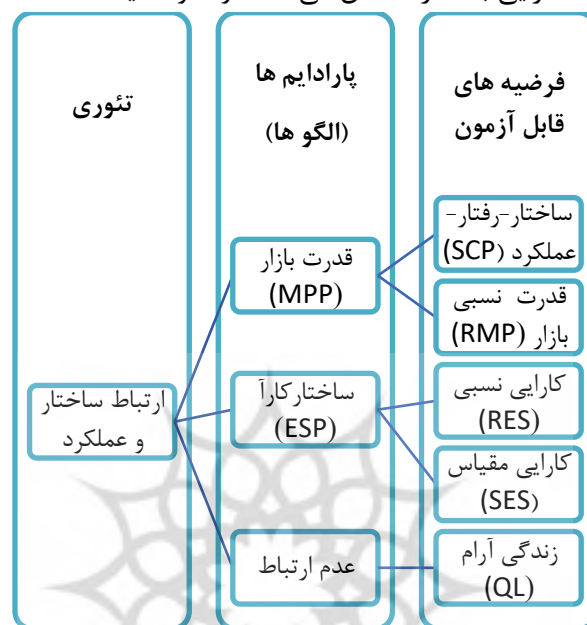 تئوری
پارادایم ها
(الگو ها)
فرضیه های
قابل آزمون
ارتباط ساختار
و عملکرد
قدرت بازار
(MPP)
ساختارکارآ
(ESP)
عدم ارتباط
ساختار-رفتار-
عملکرد (SCP)
قدرت نسبی
بازار (RMP)
کارایی نسبی
(RES)
کارایی مقیاس
(SES)
زندگی آرام
(QL)